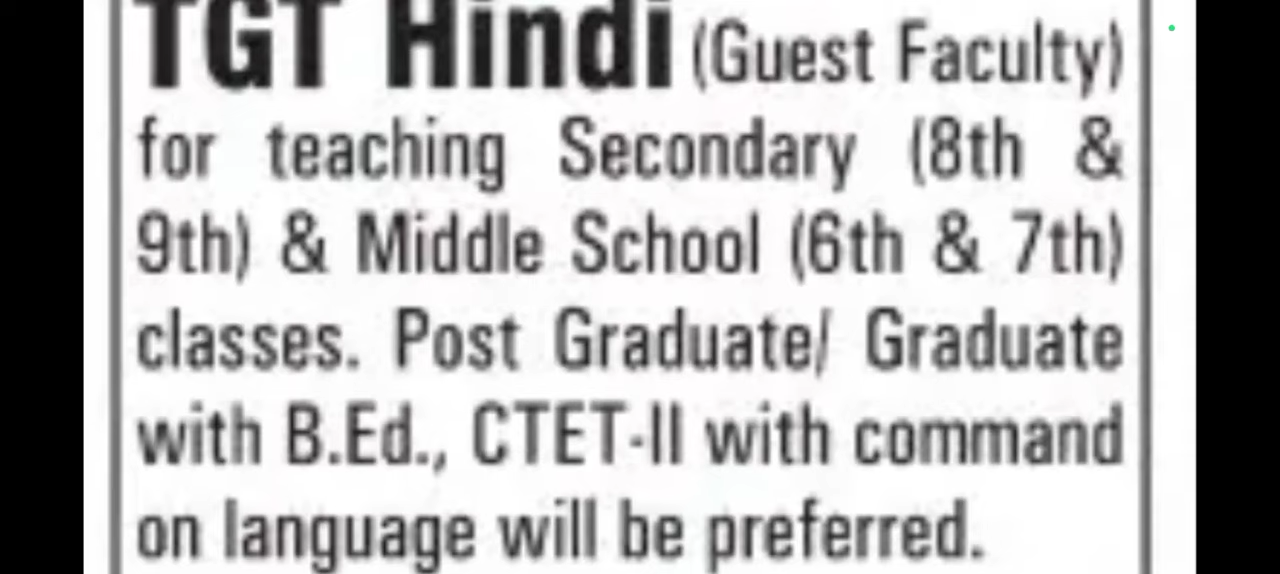 TGT Hindi (Guest Faculty)
for teaching Secondary (8th &
9th) & Middle School (6th & 7th)
classes. Post Graduate/ Graduate
with B.Ed., CTET-II with command
on language will be preferred.